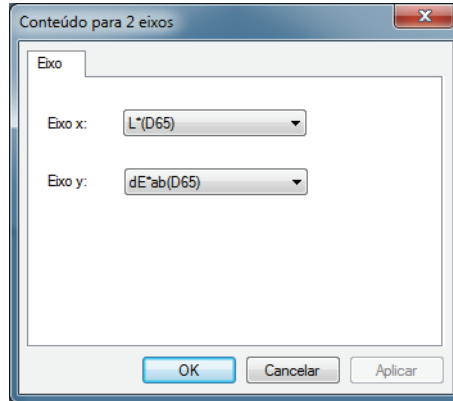 Conteúdo para 2 eixos
Eixo
Eixo x: L*(D65)
Eixo y: dE*ab(D65)
OK Cancelar Aplicar